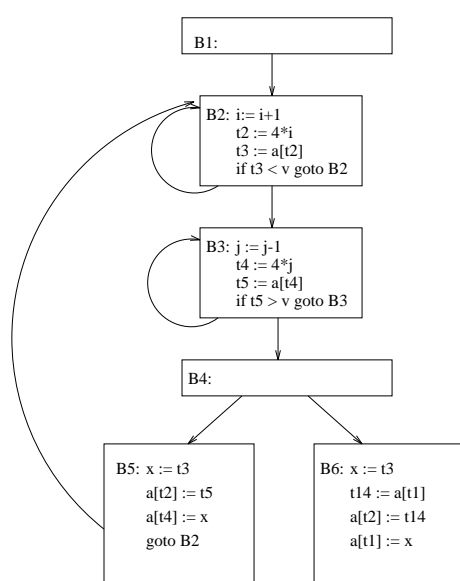 B1:
B2: i:= i+1
t2 := 4*i
t3 := a[t2]
if t3 < v goto B2
B3: j := j-1
t4 := 4*j
t5 := a[t4]
if t5 > v goto B3
B4:
B5: x := t3
a[t2] := t5
a[t4] := x
goto B2
B6: x := t3
t14 := a[t1]
a[t2] := t14
a[t1] := x